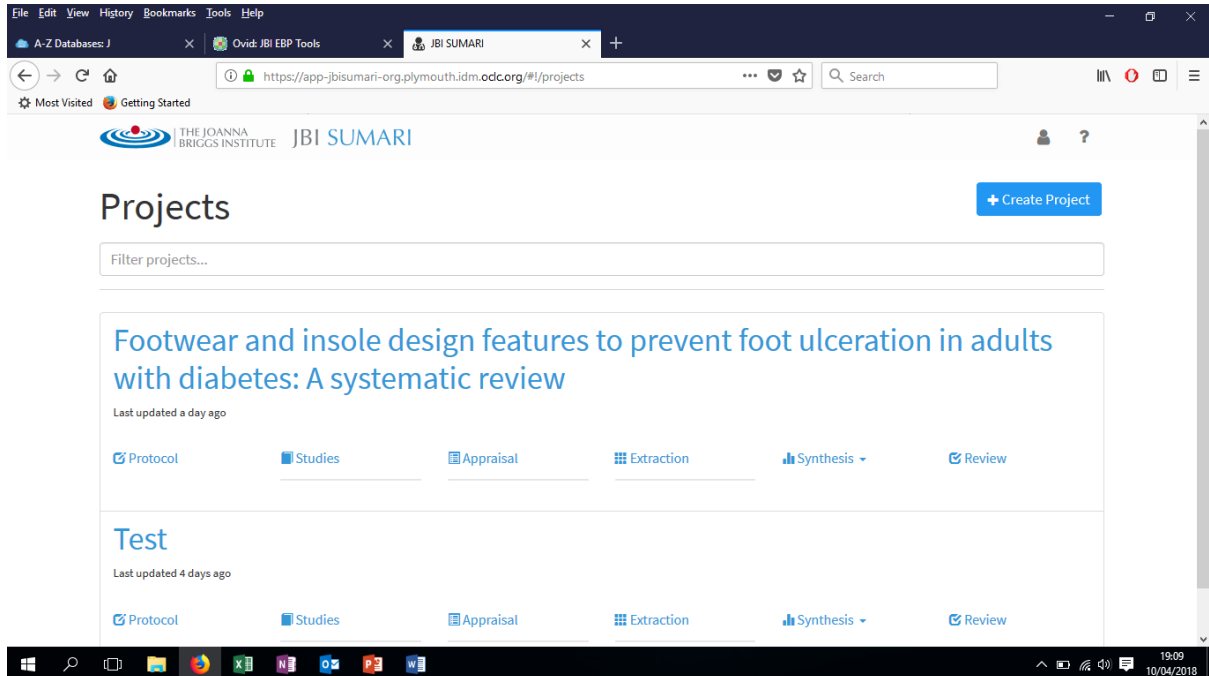 File Edit View History Bookmarks Tools Help
A-Z Databases: J
Ovid: JBI EBP Tools
JBI SUMARI
https://app-jbisumari-org.plymouth.idm.oclc.org/#!/projects
Search
Most Visited
Getting Started
THE JOANNA
BRIGGS INSTITUTE
JBI SUMARI
?
Projects
+ Create Project
Filter projects...
Footwear and insole design features to prevent foot ulceration in adults
with diabetes: A systematic review
Last updated a day ago
Protocol Studies Appraisal Extraction Synthesis Review
Test
Last updated 4 days ago
Protocol Studies Appraisal Extraction Synthesis Review
19:09
10/04/2018